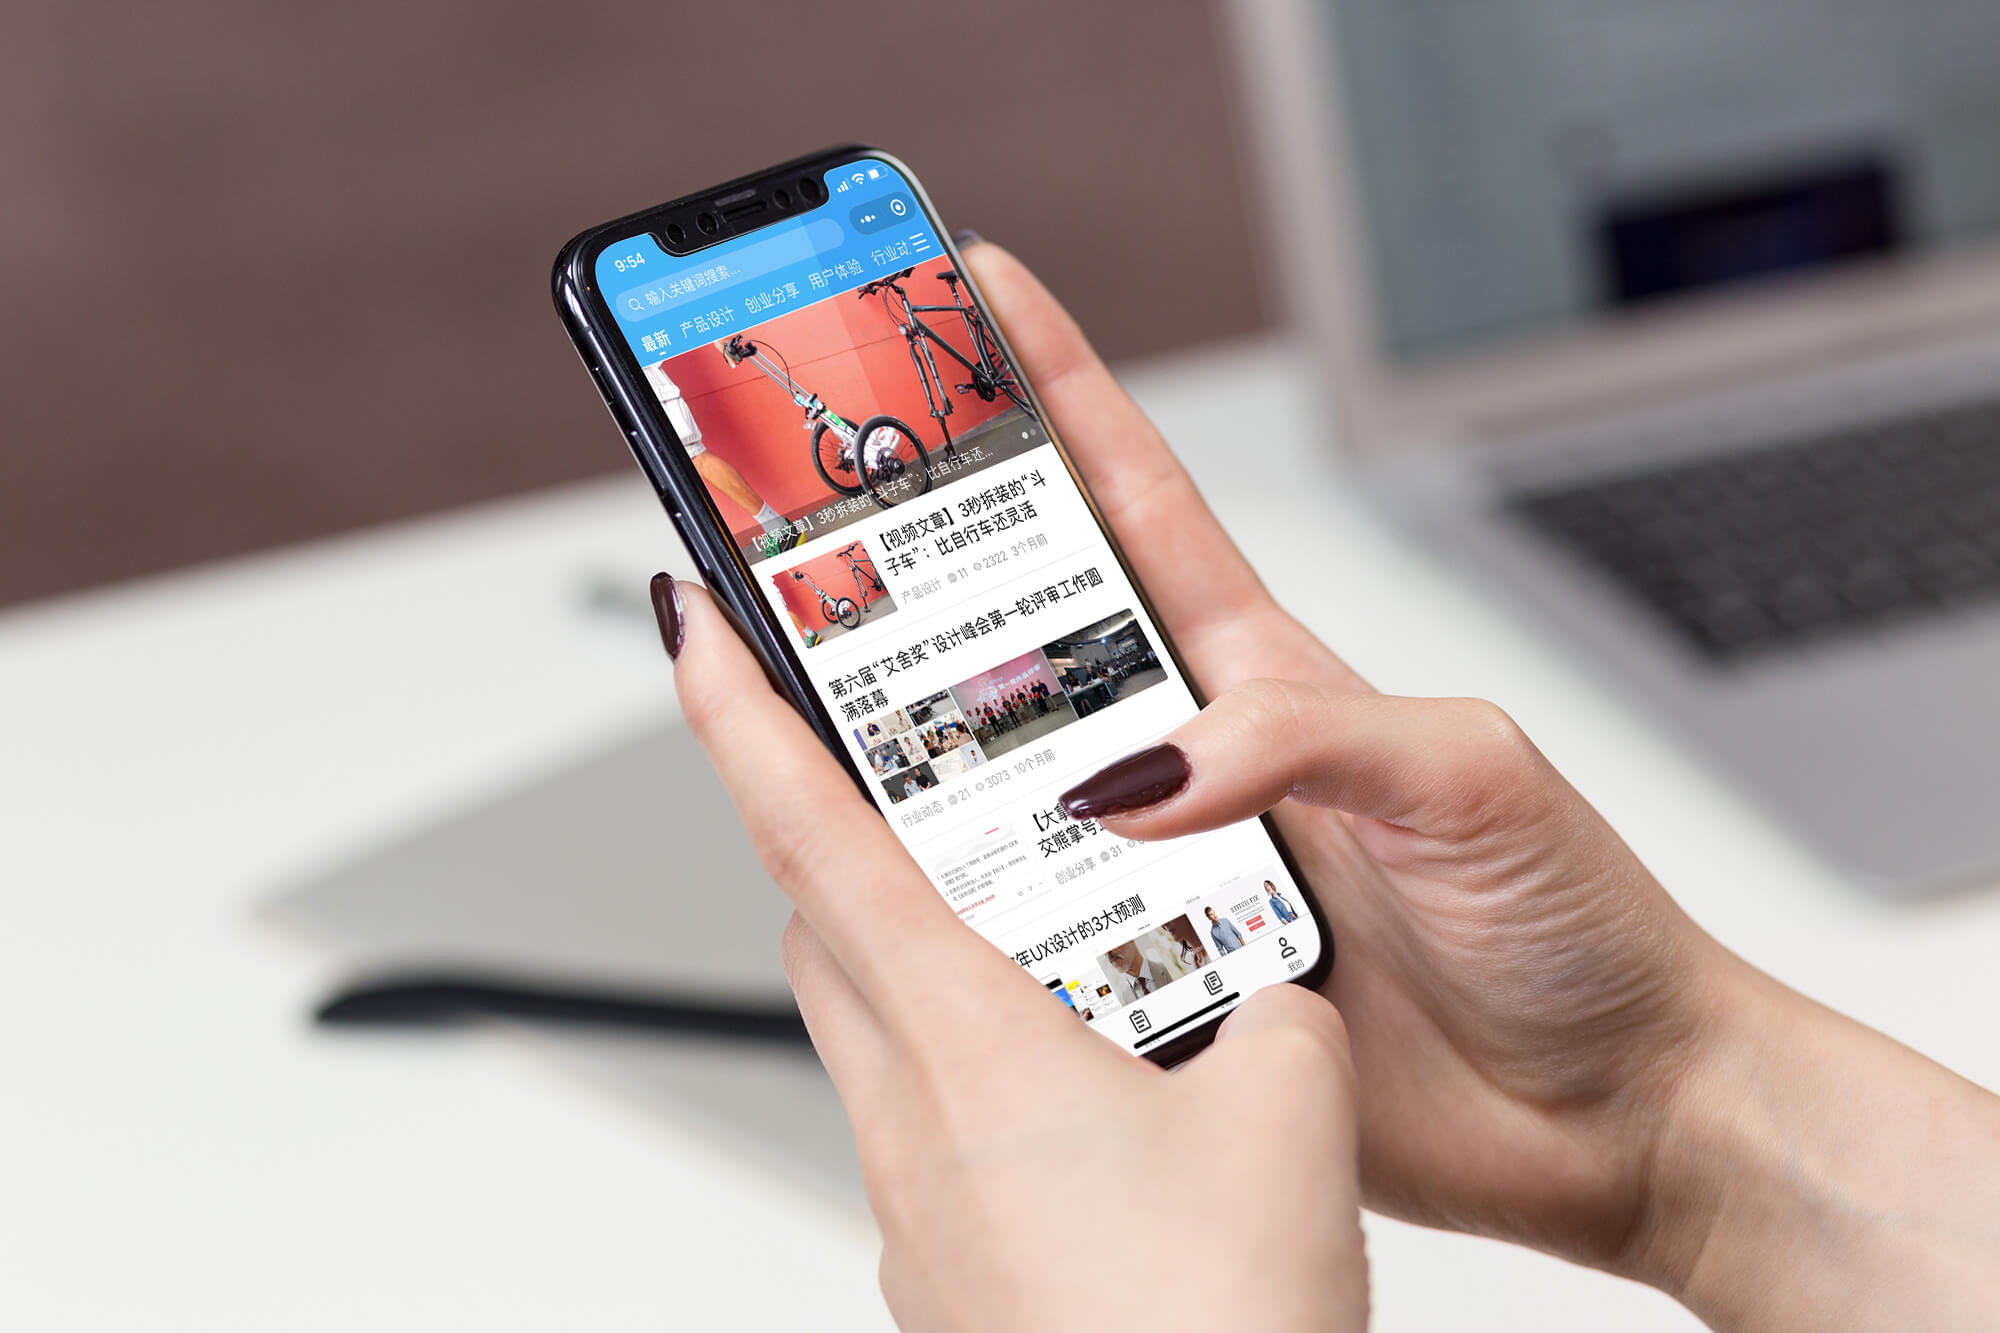 9:54
输入关键词搜索...
最新 产品设计 创业分享 用户体验 行业动
【视频文章】3秒拆装的“斗子车”：比自行车还...
【视频文章】3秒拆装的“斗
子车”：比自行车还灵活
产品设计 11 2322 3个月前
第六届“艾舍奖”设计峰会第一轮评审工作圆
满落幕
行业动态 21 3073 10个月前
【大
交熊掌号
创业分享 31
年UX设计的3大预测
STITCH FIX
我的